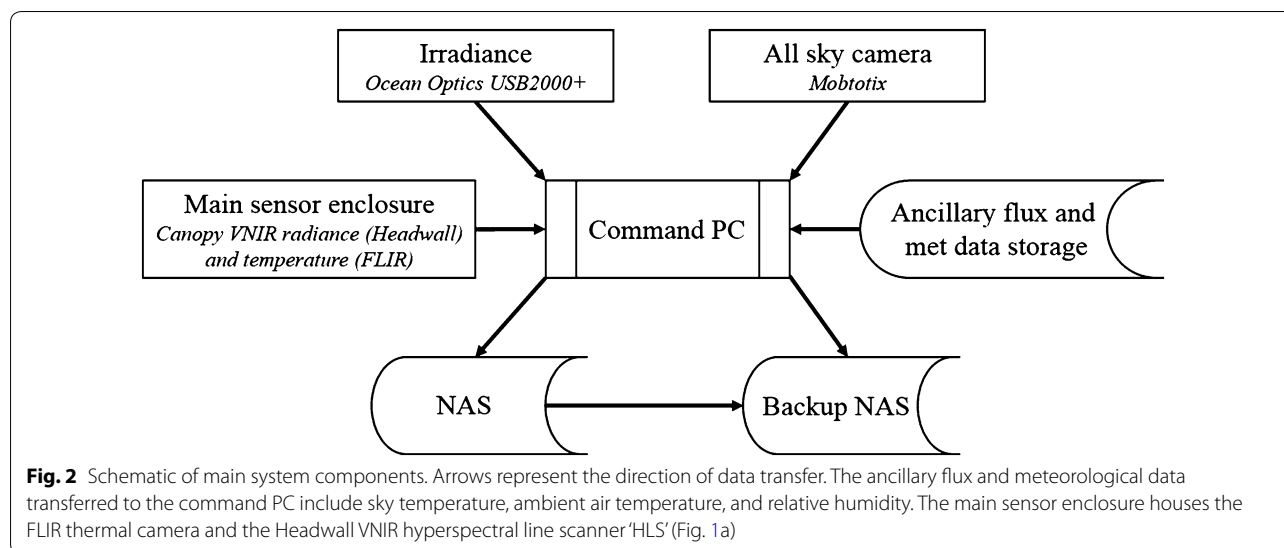 Irradiance
Ocean Optics USB2000+
All sky camera
Mobtotix
Main sensor enclosure
Canopy VNIR radiance (Headwall)
and temperature (FLIR)
Command PC
Ancillary flux and
met data storage
NAS
Backup NAS
Fig. 2 Schematic of main system components. Arrows represent the direction of data transfer. The ancillary flux and meteorological data
transferred to the command PC include sky temperature, ambient air temperature, and relative humidity. The main sensor enclosure houses the
FLIR thermal camera and the Headwall VNIR hyperspectral line scanner ‘HLS’ (Fig. 1a)